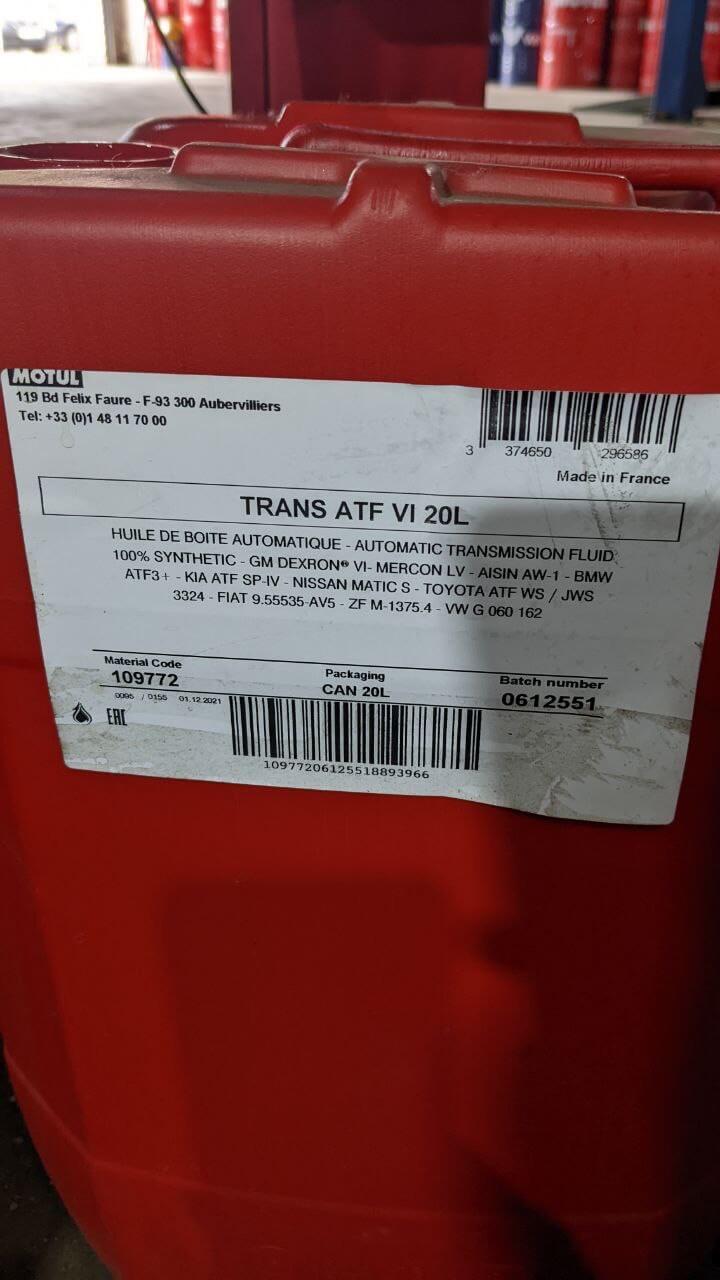 MOTUL
119 Bd Felix Faure - F-93 300 Aubervilliers
Tel: +33 (0)1 48 11 70 00
3 374650 296586
Made in France
TRANS ATF VI 20L
HUILE DE BOITE AUTOMATIQUE - AUTOMATIC TRANSMISSION FLUID
100% SYNTHETIC - GM DEXRON® VI- MERCON LV - AISIN AW-1 - BMW
ATF3+ - KIA ATF SP-IV - NISSAN MATIC S - TOYOTA ATF WS / JWS
3324 - FIAT 9.55535-AV5 - ZF M-1375.4 - VW G 060 162
Material Code Packaging Batch number
109772 CAN 20L 0612551
0095 / 0155 01.12.2021
EAC
10977206125518893966